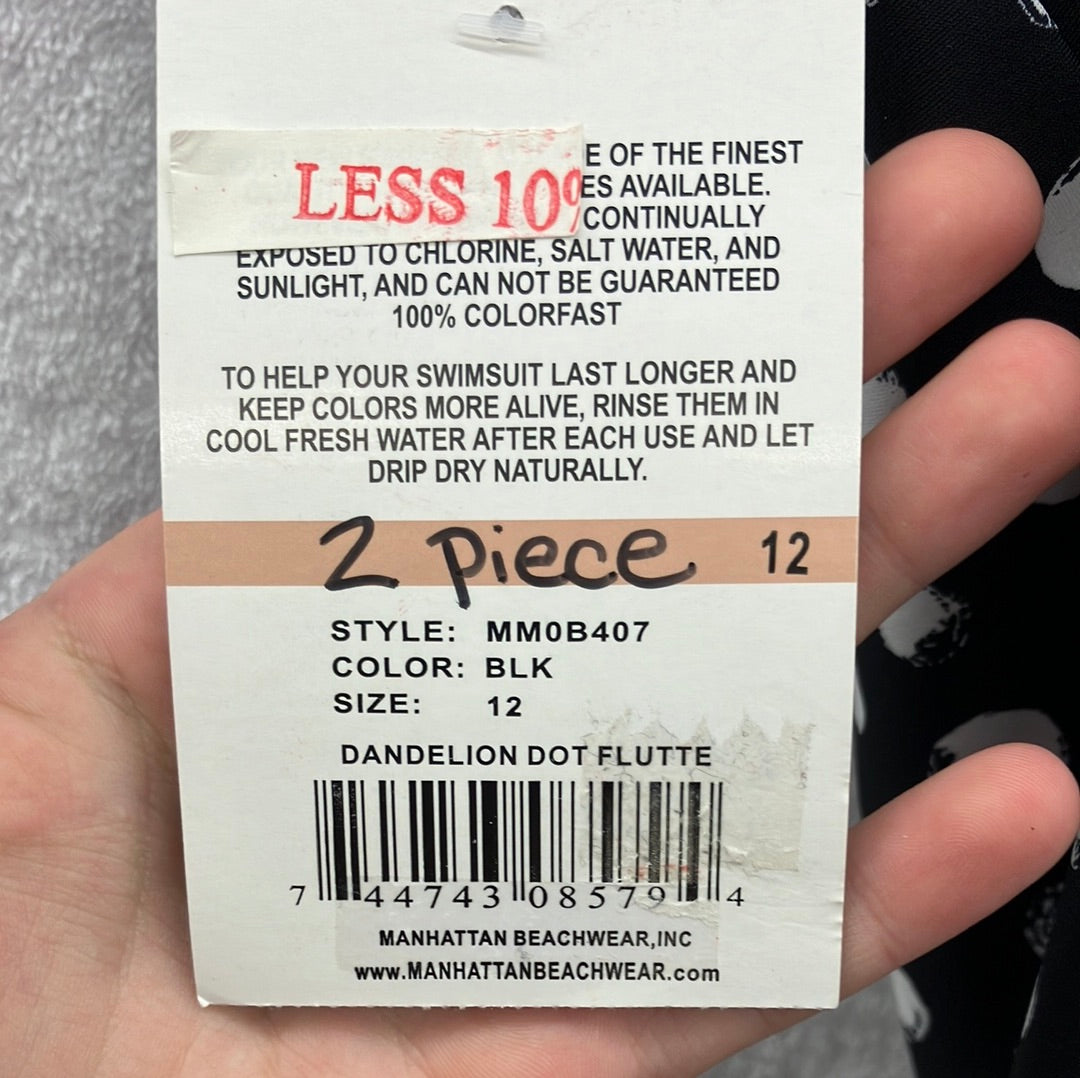 LESS 10%
E OF THE FINEST
ES AVAILABLE.
CONTINUALLY
EXPOSED TO CHLORINE, SALT WATER, AND
SUNLIGHT, AND CAN NOT BE GUARANTEED
100% COLORFAST
TO HELP YOUR SWIMSUIT LAST LONGER AND
KEEP COLORS MORE ALIVE, RINSE THEM IN
COOL FRESH WATER AFTER EACH USE AND LET
DRIP DRY NATURALLY.
2 piece 12
STYLE: MM0B407
COLOR: BLK
SIZE: 12
DANDELION DOT FLUTTE
7 44743 08579 4
MANHATTAN BEACHWEAR,INC
www.MANHATTANBEACHWEAR.com